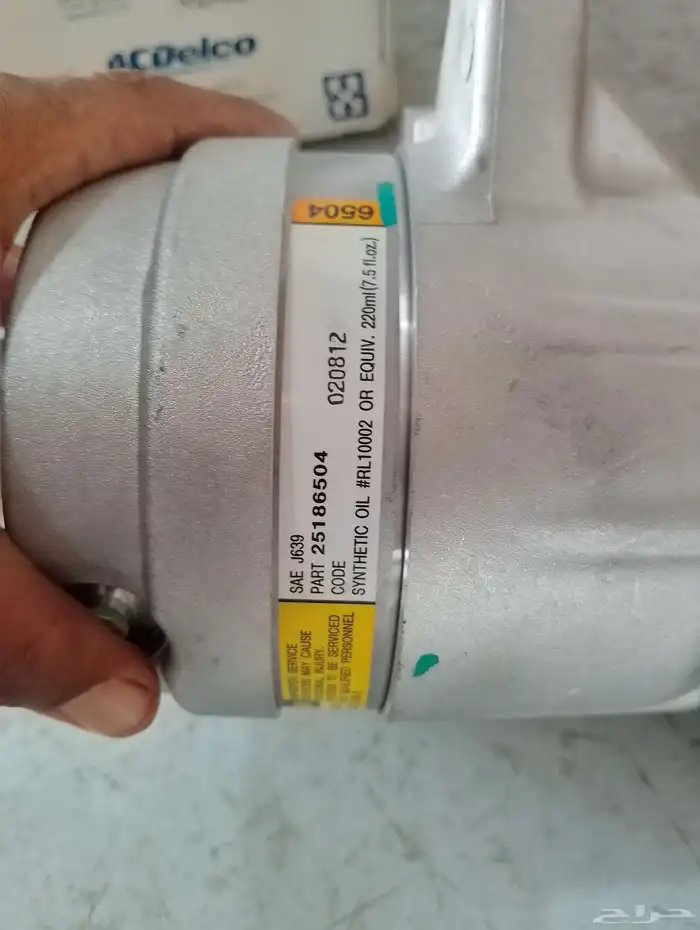 ACDelco
6504
SAE J639
PART 25186504
CODE 020812
SYNTHETIC OIL #RL10002 OR EQUIV. 220ml(7.5 fl.oz.)
SERVICE
MAY CAUSE
INJURY.
TO BE SERVICED
PERSONNEL
حراج